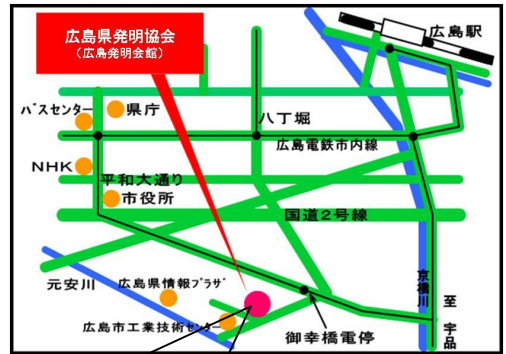 広島県発明協会
（広島発明会館）
広島駅
バスセンター
県庁
八丁堀
広島電鉄市内線
NHK
平和大通り
市役所
国道2号線
元安川
広島県情報プラザ
京橋川
至
宇品
広島市工業技術センター
御幸橋電停